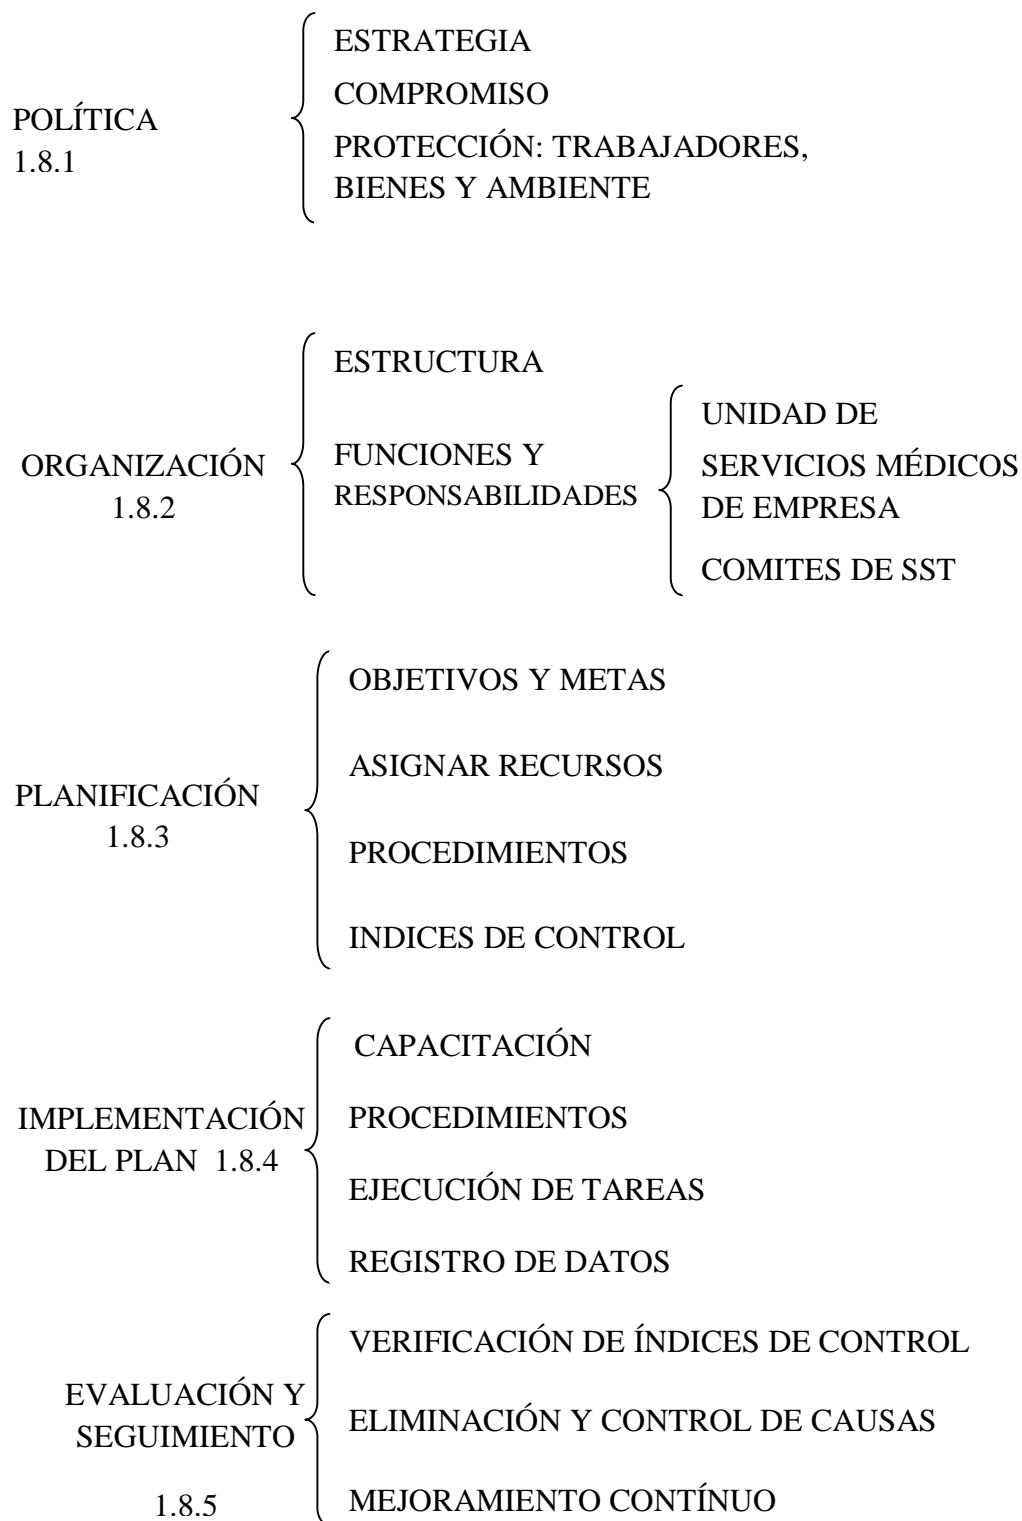 POLÍTICA
1.8.1
ESTRATEGIA
COMPROMISO
PROTECCIÓN: TRABAJADORES,
BIENES Y AMBIENTE
ORGANIZACIÓN
1.8.2
ESTRUCTURA
FUNCIONES Y
RESPONSABILIDADES
UNIDAD DE
SERVICIOS MÉDICOS
DE EMPRESA
COMITES DE SST
PLANIFICACIÓN
1.8.3
OBJETIVOS Y METAS
ASIGNAR RECURSOS
PROCEDIMIENTOS
INDICES DE CONTROL
IMPLEMENTACIÓN
DEL PLAN 1.8.4
CAPACITACIÓN
PROCEDIMIENTOS
EJECUCIÓN DE TAREAS
REGISTRO DE DATOS
EVALUACIÓN Y
SEGUIMIENTO
1.8.5
VERIFICACIÓN DE ÍNDICES DE CONTROL
ELIMINACIÓN Y CONTROL DE CAUSAS
MEJORAMIENTO CONTÍNUO